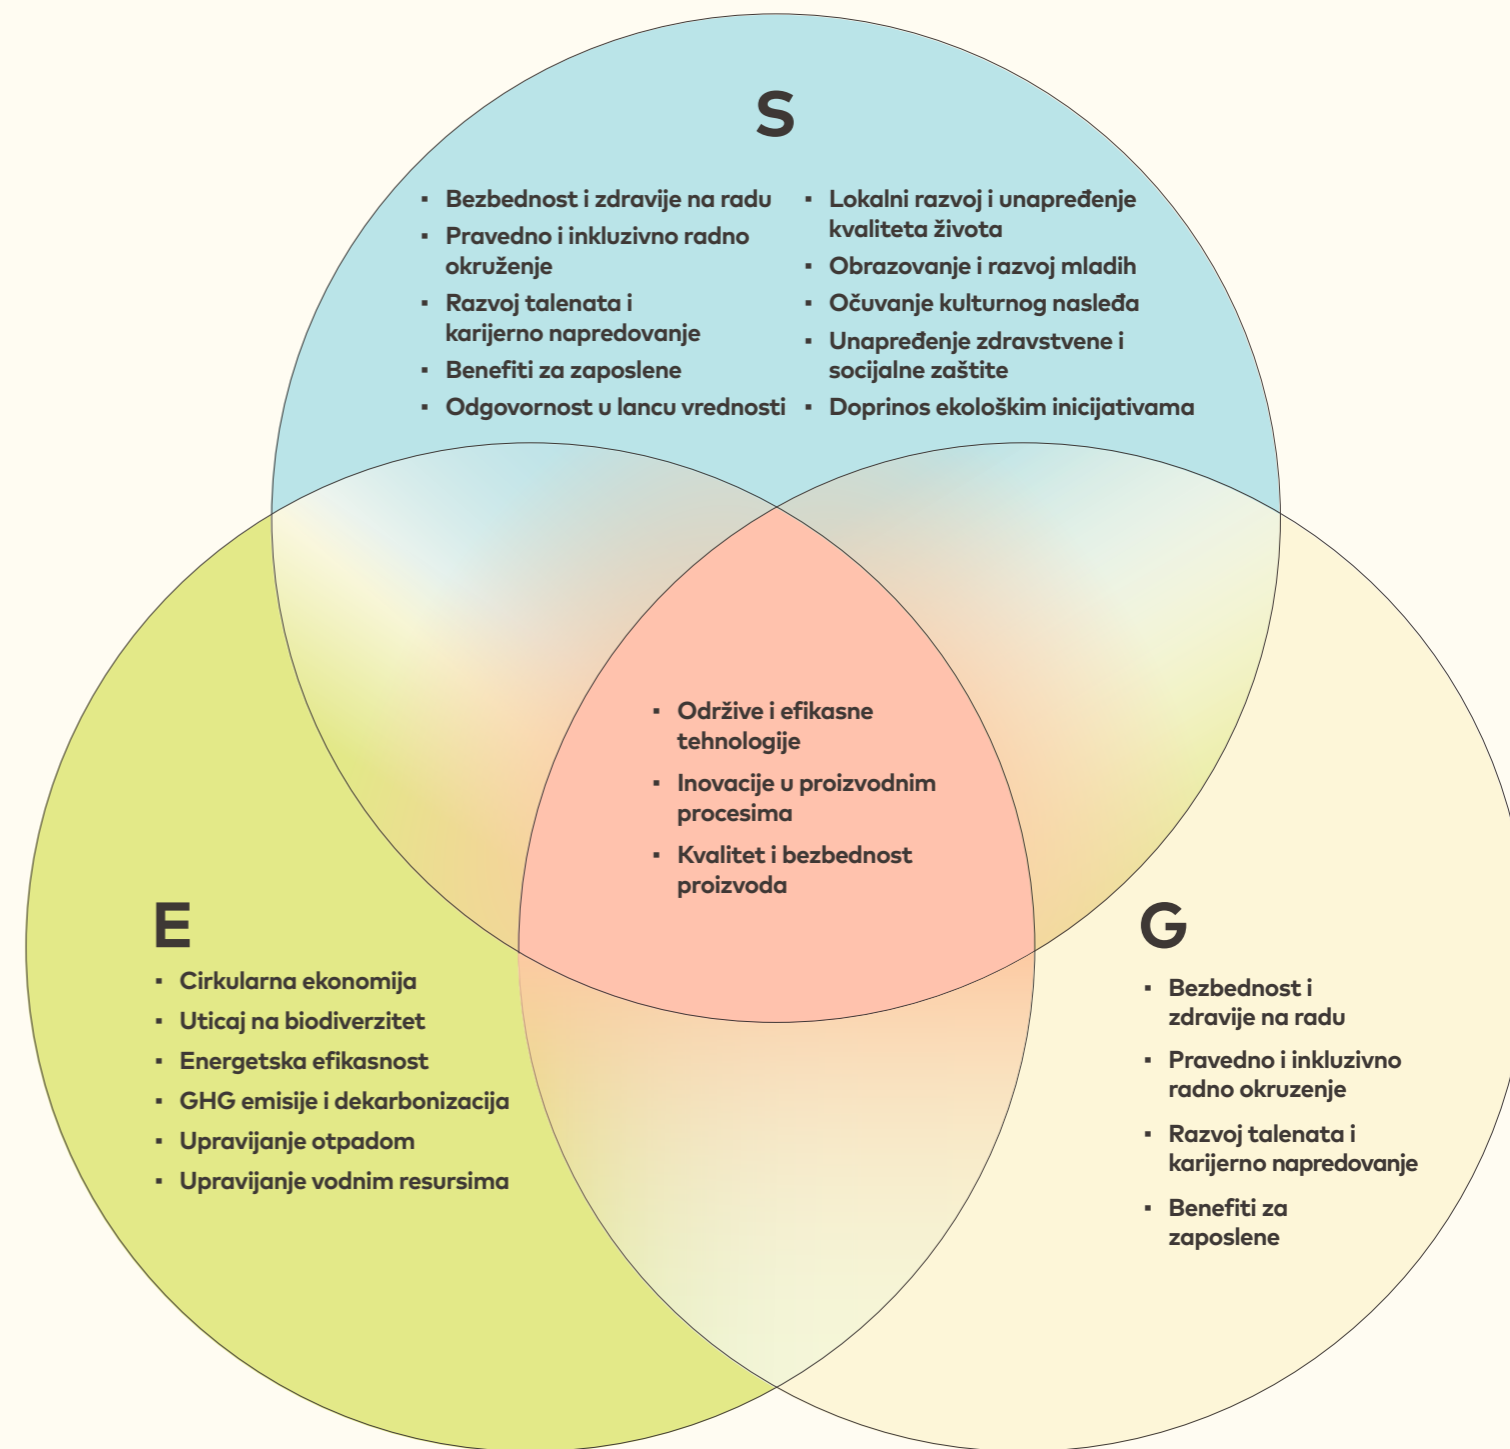 S
Bezbednost i zdravije na radu
Pravedno i inkluzivno radno
okruženje
Razvoj talenata i
karijerno napredovanje
Benefiti za zaposlene
Odgovornost u lancu vrednosti
Lokalni razvoj i unapređenje
kvaliteta života
Obrazovanje i razvoj mladih
Očuvanje kulturnog nasleđa
Unapređenje zdravstvene i
socijalne zaštite
Doprinos ekološkim inicijativama
Održive i efikasne
tehnologije
Inovacije u proizvodnim
procesima
Kvalitet i bezbednost
proizvoda
E
Cirkularna ekonomija
Uticaj na biodiverzitet
Energetska efikasnost
GHG emisije i dekarbonizacija
Upravijanje otpadom
Upravijanje vodnim resursima
G
Bezbednost i
zdravije na radu
Pravedno i inkluzivno
radno okruzenje
Razvoj talenata i
karijerno napredovanje
Benefiti za
zaposlene